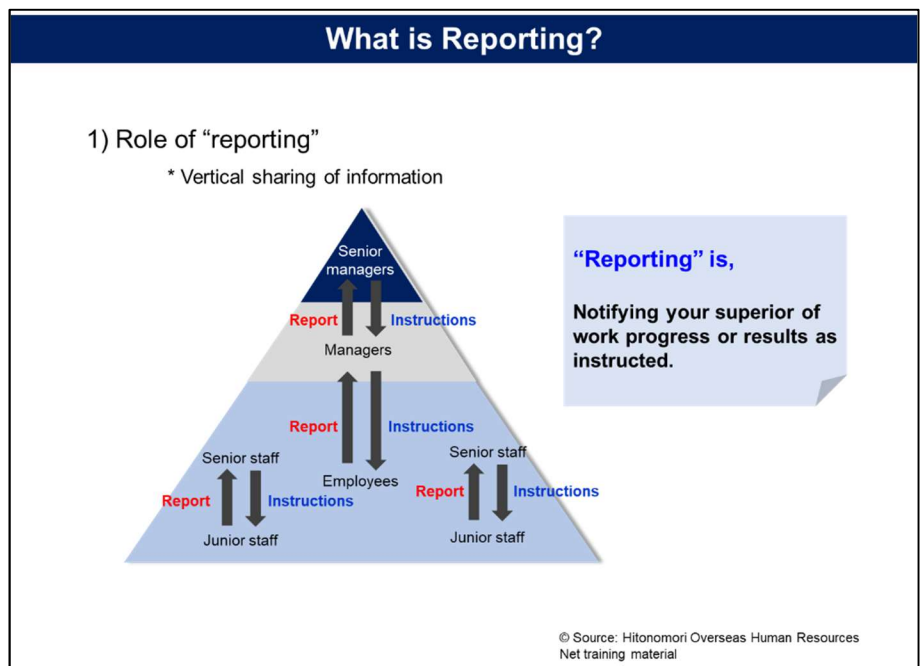 What is Reporting?
1) Role of “reporting”
* Vertical sharing of information
Senior
managers
Report
Instructions
Managers
“Reporting” is,
Notifying your superior of
work progress or results as
instructed.
Report
Instructions
Senior staff
Employees
Senior staff
Report
Instructions
Report
Instructions
Junior staff
Junior staff
© Source: Hitonomori Overseas Human Resources
Net training material